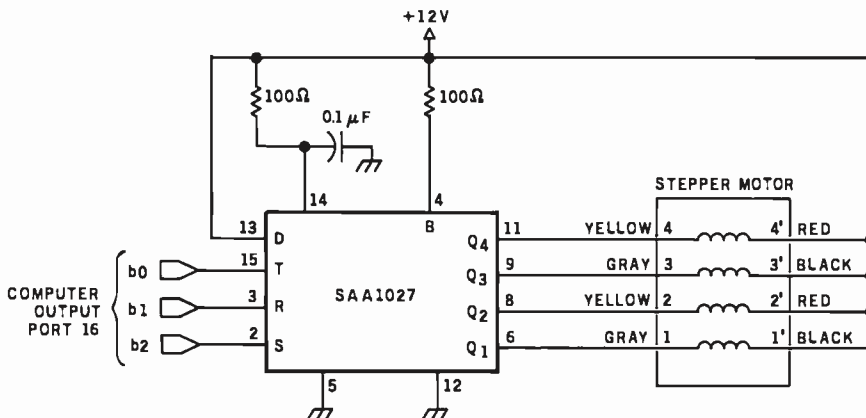 +12V
100Ω
100Ω
0.1 µF
14
4
B
STEPPER MOTOR
13
D
11
Q4
YELLOW 4
4' RED
b0
15
T
9
Q3
GRAY 3
3' BLACK
COMPUTER
OUTPUT
PORT 16
b1
3
R
SAA1027
8
Q2
YELLOW 2
2' RED
b2
2
S
6
Q1
GRAY 1
1' BLACK
5
12